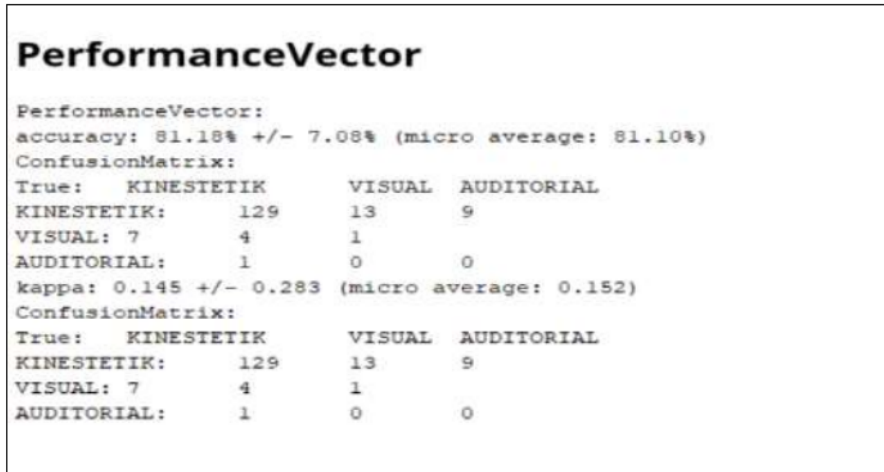 PerformanceVector
PerformanceVector:
accuracy: 81.18% +/- 7.08% (micro average: 81.10%)
ConfusionMatrix:
True: KINESTETIK VISUAL AUDITORIAL
KINESTETIK: 129 13 9
VISUAL: 7 4 1
AUDITORIAL: 1 0 0
kappa: 0.145 +/- 0.283 (micro average: 0.152)
ConfusionMatrix:
True: KINESTETIK VISUAL AUDITORIAL
KINESTETIK: 129 13 9
VISUAL: 7 4 1
AUDITORIAL: 1 0 0